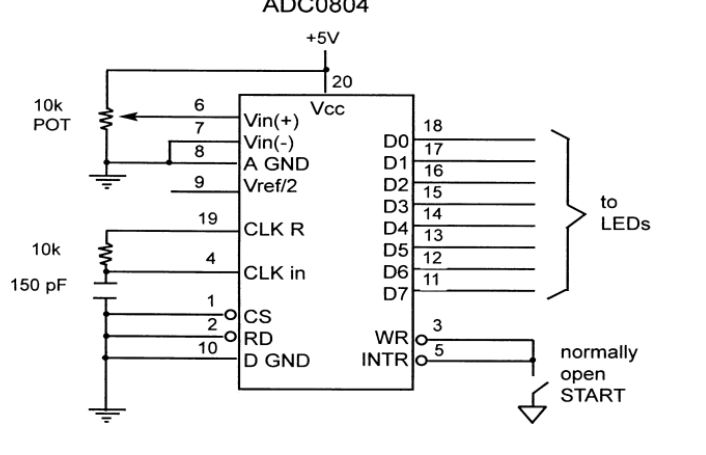 ADC0804
+5V
20
10k
POT
6
7
8
9
19
10k
4
150 pF
1
2
10
Vcc
Vin(+)
Vin(-)
A GND
Vref/2
CLK R
CLK in
CS
RD
D GND
D0
D1
D2
D3
D4
D5
D6
D7
WR
INTR
18
17
16
15
14
13
12
11
3
5
to
LEDs
normally
open
START